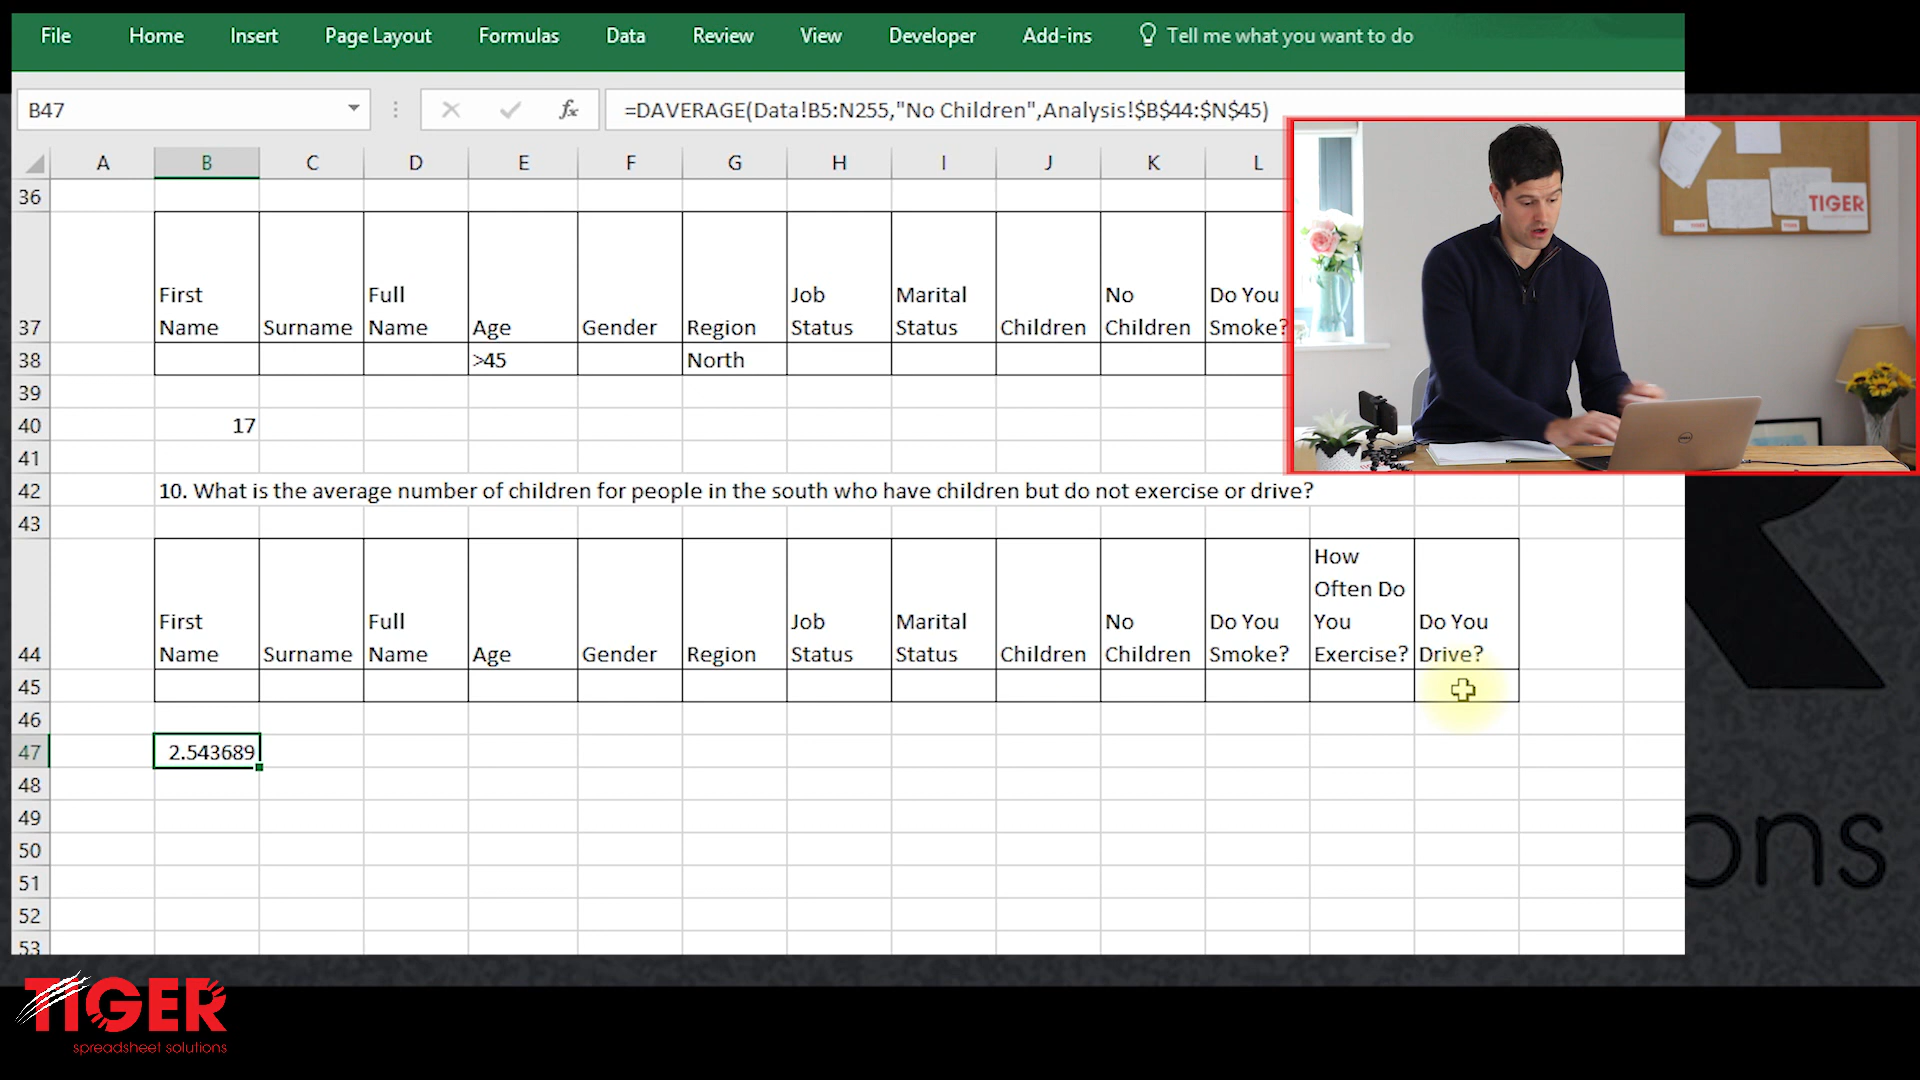 File Home Insert Page Layout Formulas Data Review View Developer Add-ins Tell me what you want to do
B47 fx =DAVERAGE(Data!B5:N255,"No Children",Analysis!$B$44:$N$45)
A B C D E F G H I J K L
36
37 First Name Surname Full Name Age Gender Region Job Status Marital Status Children No Children Do You Smoke?
38 >45 North
39
40 17
41
42 10. What is the average number of children for people in the south who have children but do not exercise or drive?
43
44 First Name Surname Full Name Age Gender Region Job Status Marital Status Children No Children Do You Smoke? How Often Do You Exercise? Do You Drive?
45
46
47 2.543689
48
49
50
51
52
53
TIGER
DELL
R
ons
TIGER
spreadsheet solutions